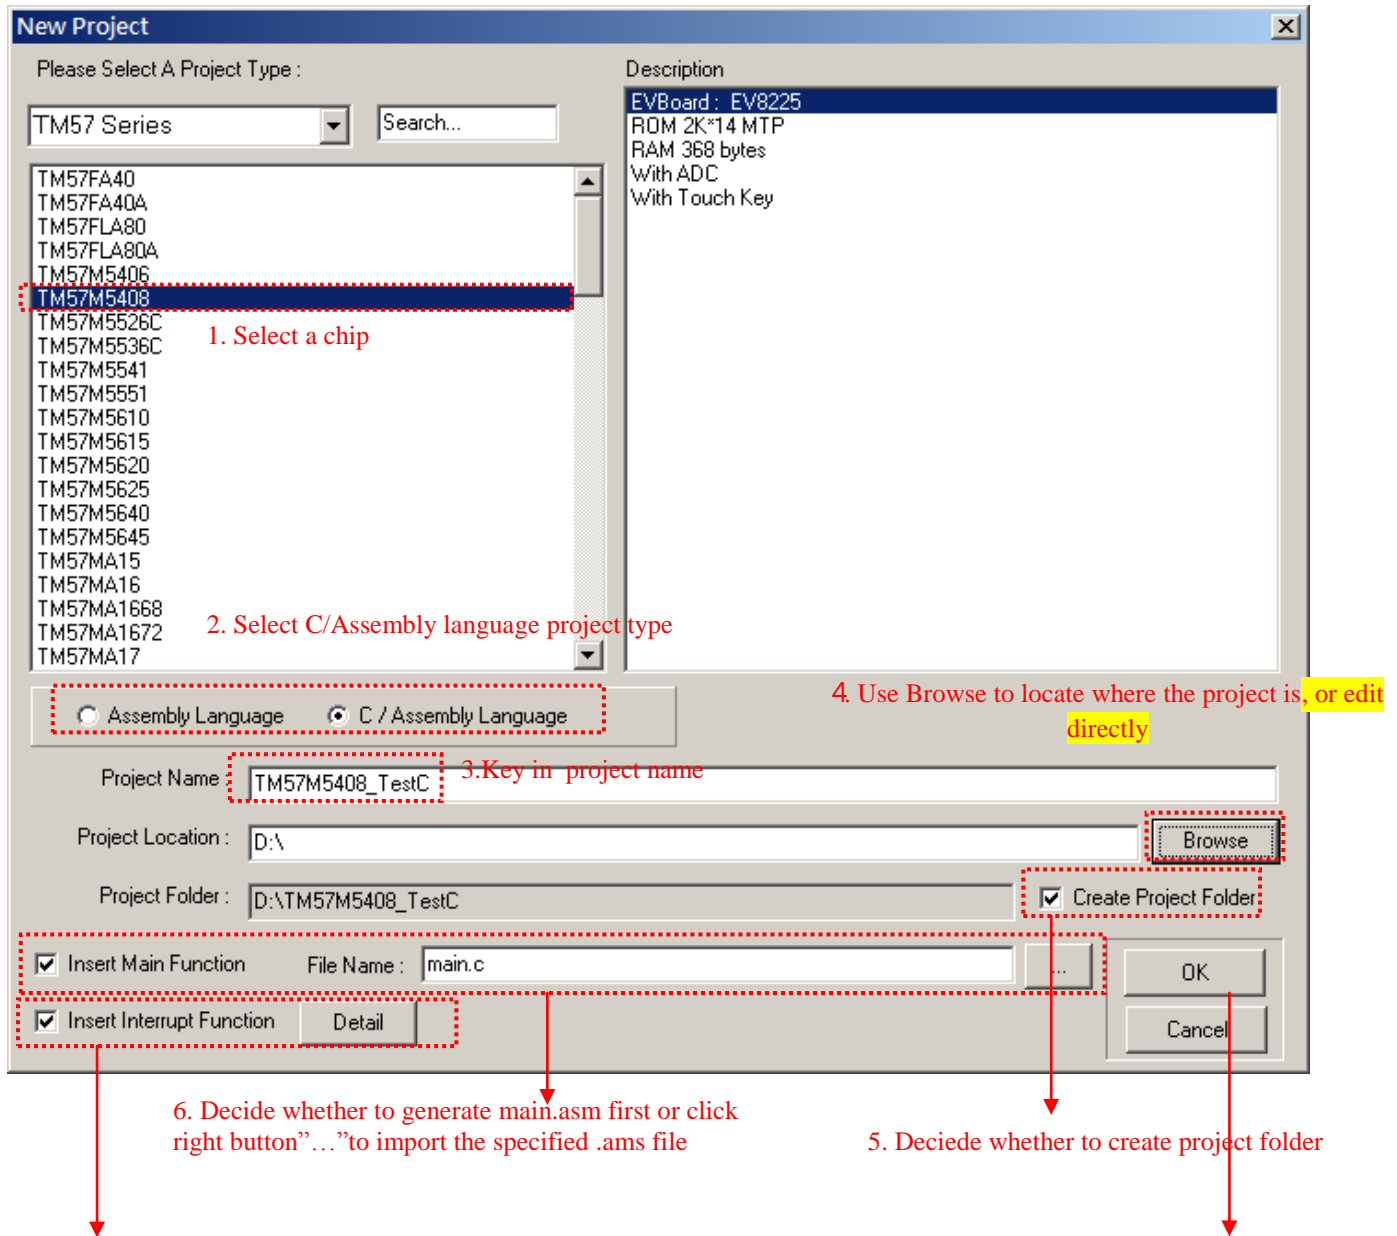 New Project
Please Select A Project Type :
TM57 Series
Search...
TM57FA40
TM57FA40A
TM57FLA80
TM57FLA80A
TM57M5406
TM57M5408
TM57M5526C
TM57M5536C
TM57M5541
TM57M5551
TM57M5610
TM57M5615
TM57M5620
TM57M5625
TM57M5640
TM57M5645
TM57MA15
TM57MA16
TM57MA1668
TM57MA1672
TM57MA17
1. Select a chip
2. Select C/Assembly language project type
Description
EVBoard : EV8225
ROM 2K*14 MTP
RAM 368 bytes
With ADC
With Touch Key
Assembly Language
C / Assembly Language
4. Use Browse to locate where the project is, or edit
directly
Project Name :
TM57M5408_TestC
3.Key in project name
Project Location :
D:\
Browse
Project Folder :
D:\TM57M5408_TestC
Create Project Folder
Insert Main Function
File Name :
main.c
...
OK
Insert Interrupt Function
Detail
Cancel
6. Decide whether to generate main.asm first or click
right button”…”to import the specified .ams file
5. Deciede whether to create project folder